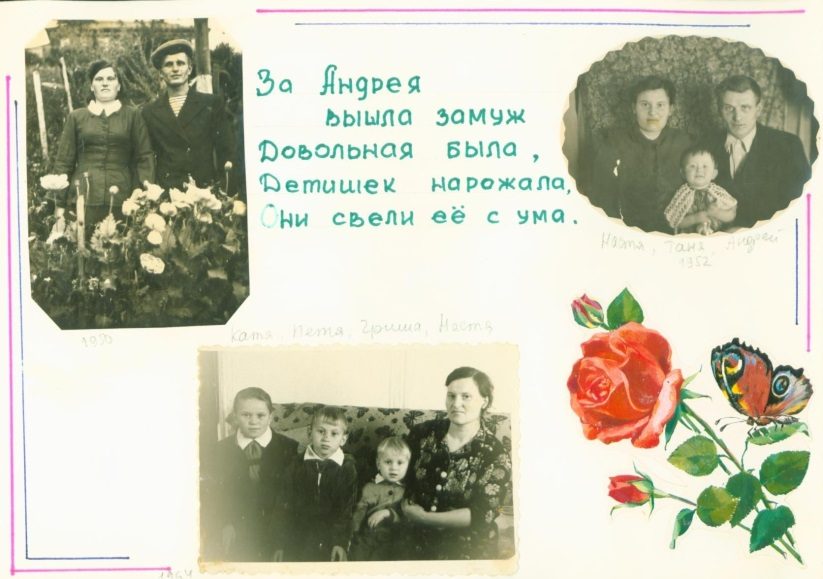 За Андрея
вышла замуж
Довольная была,
Детишек нарожала,
Они свели её с ума.
Настя, Таня, Андрей
1952
Катя, Петя, Гриша, Настя